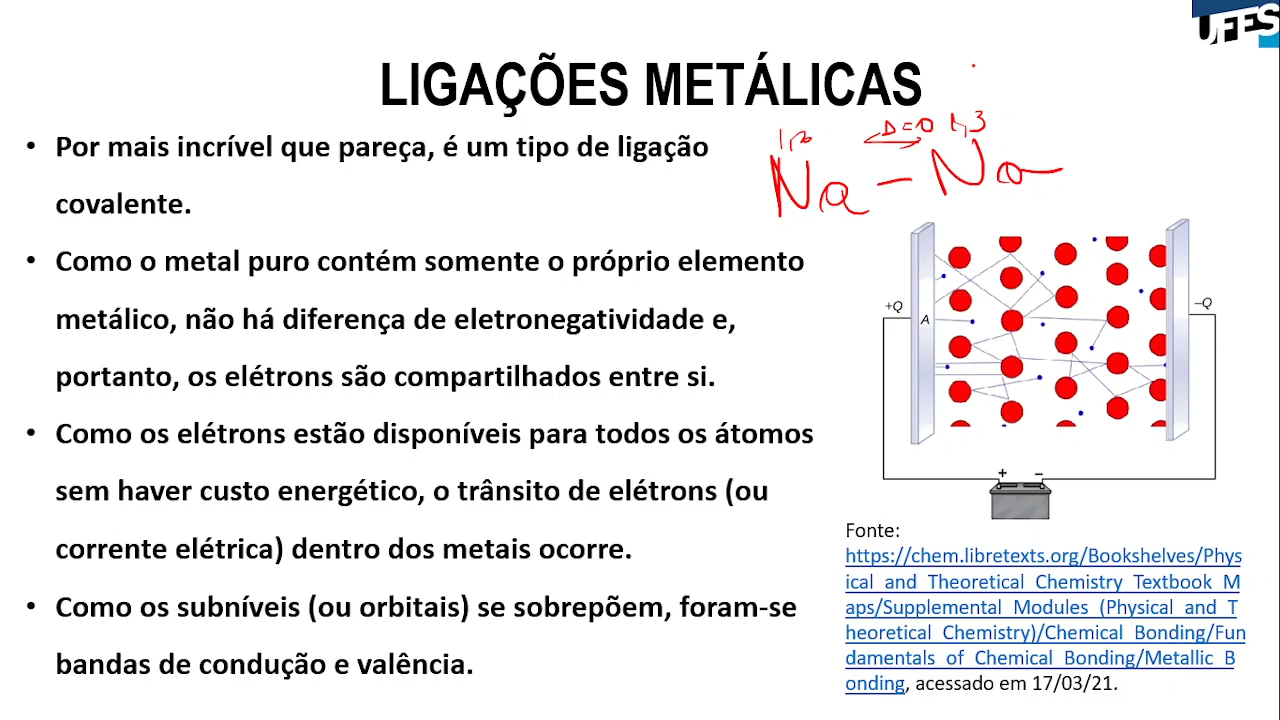 UFES
LIGAÇÕES METÁLICAS
• Por mais incrível que pareça, é um tipo de ligação
covalente.
• Como o metal puro contém somente o próprio elemento
metálico, não há diferença de eletronegatividade e,
portanto, os elétrons são compartilhados entre si.
• Como os elétrons estão disponíveis para todos os átomos
sem haver custo energético, o trânsito de elétrons (ou
corrente elétrica) dentro dos metais ocorre.
• Como os subníveis (ou orbitais) se sobrepõem, foram-se
bandas de condução e valência.
Δ=0 1,3
Na - Na
+Q
A
-Q
+ -
Fonte:
https://chem.libretexts.org/Bookshelves/Phys
ical_and_Theoretical_Chemistry_Textbook_M
aps/Supplemental_Modules_(Physical_and_T
heoretical_Chemistry)/Chemical_Bonding/Fun
damentals_of_Chemical_Bonding/Metallic_B
onding, acessado em 17/03/21.